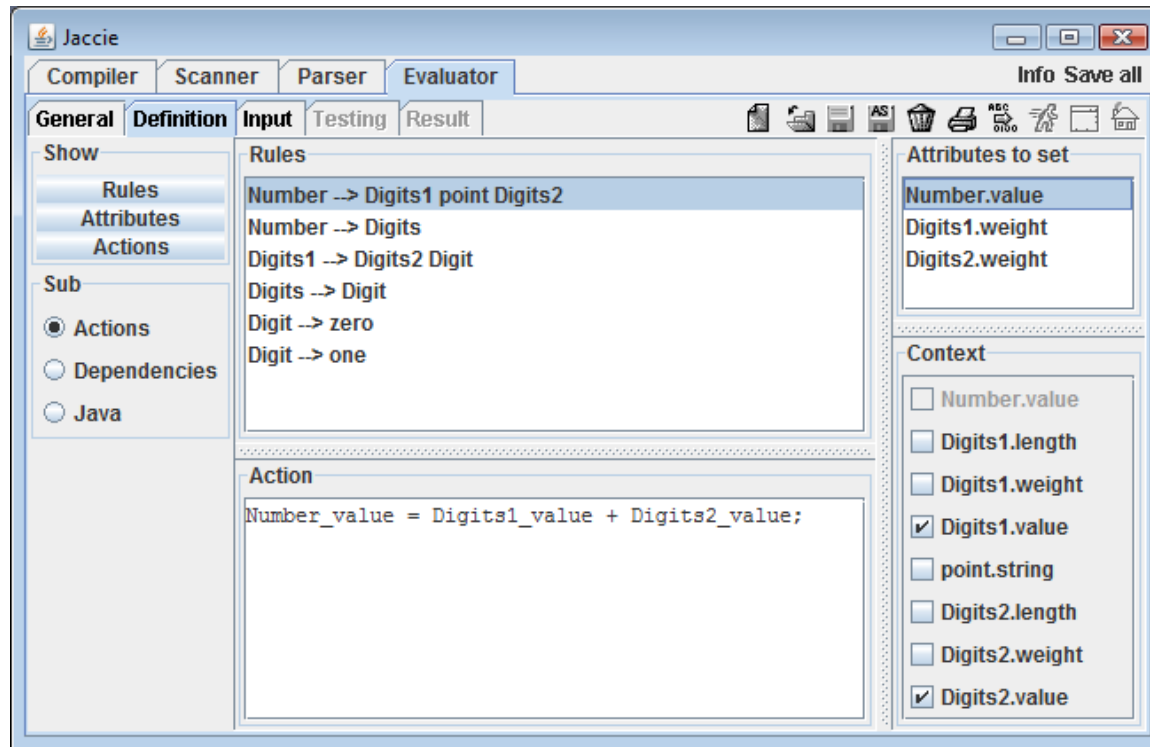 Jaccie
Compiler Scanner Parser Evaluator Info Save all
General Definition Input Testing Result AS ABC 0100
Show
Rules
Attributes
Actions
Sub
Actions
Dependencies
Java
Rules
Number --> Digits1 point Digits2
Number --> Digits
Digits1 --> Digits2 Digit
Digits --> Digit
Digit --> zero
Digit --> one
Action
Number_value = Digits1_value + Digits2_value;
Attributes to set
Number.value
Digits1.weight
Digits2.weight
Context
Number.value
Digits1.length
Digits1.weight
Digits1.value
point.string
Digits2.length
Digits2.weight
Digits2.value